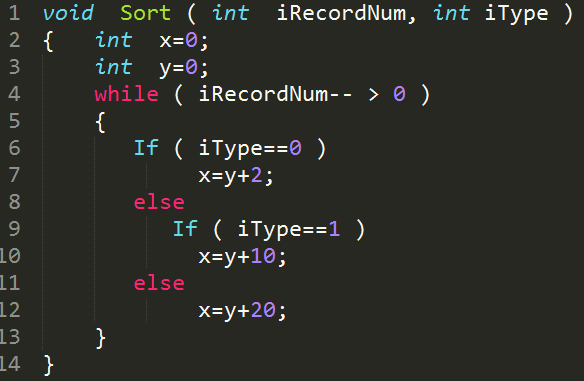 1 void Sort ( int iRecordNum, int iType )
2 { int x=0;
3 int y=0;
4 while ( iRecordNum-- > 0 )
5 {
6 If ( iType==0 )
7 x=y+2;
8 else
9 If ( iType==1 )
10 x=y+10;
11 else
12 x=y+20;
13 }
14 }